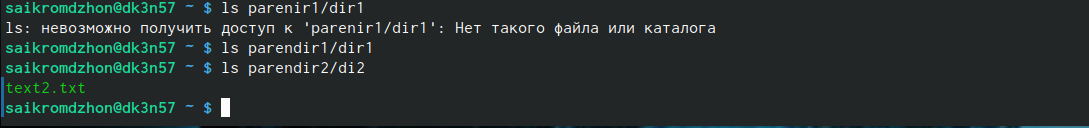 saikromdzhon@dk3n57 ~ $ ls parenir1/dir1
ls: невозможно получить доступ к 'parenir1/dir1': Нет такого файла или каталога
saikromdzhon@dk3n57 ~ $ ls parendir1/dir1
saikromdzhon@dk3n57 ~ $ ls parendir2/di2
text2.txt
saikromdzhon@dk3n57 ~ $